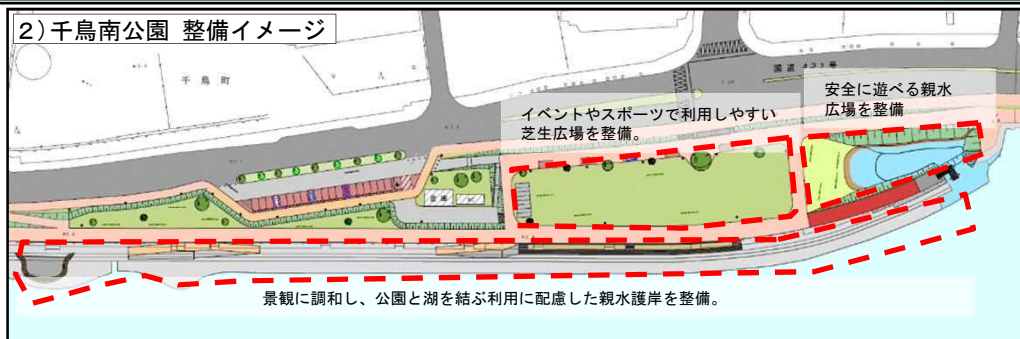 2）千鳥南公園 整備イメージ
千鳥町
国道431号
安全に遊べる親水
広場を整備
イベントやスポーツで利用しやすい
芝生広場を整備。
景観に調和し、公園と湖を結ぶ利用に配慮した親水護岸を整備。